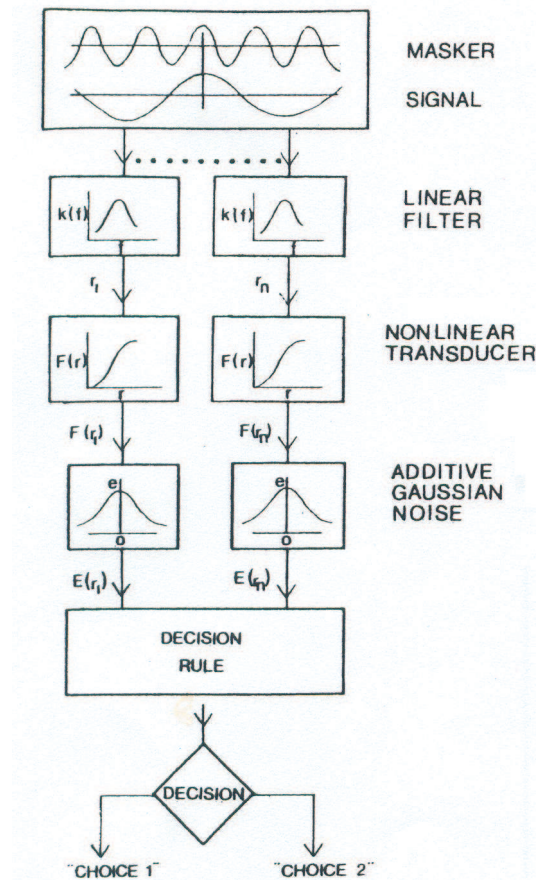 MASKER
SIGNAL
k(f) k(f)
f f
LINEAR
FILTER
r₁ rₙ
F(r) F(r)
r r
NONLINEAR
TRANSDUCER
F(r₁) F(rₙ)
e e
o o
ADDITIVE
GAUSSIAN
NOISE
E(r₁) E(rₙ)
DECISION
RULE
DECISION
"CHOICE 1" "CHOICE 2"